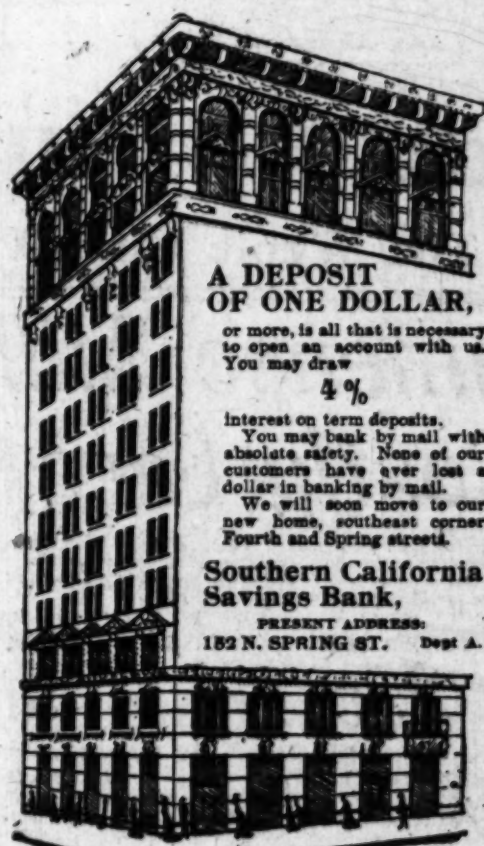 A DEPOSIT
OF ONE DOLLAR,
or more, is all that is necessary
to open an account with us.
You may draw
4 %
interest on term deposits.
You may bank by mail with
absolute safety. None of our
customers have ever lost a
dollar in banking by mail.
We will soon move to our
new home, southeast corner
Fourth and Spring streets.
Southern California
Savings Bank,
PRESENT ADDRESS:
152 N. SPRING ST. Dept A.